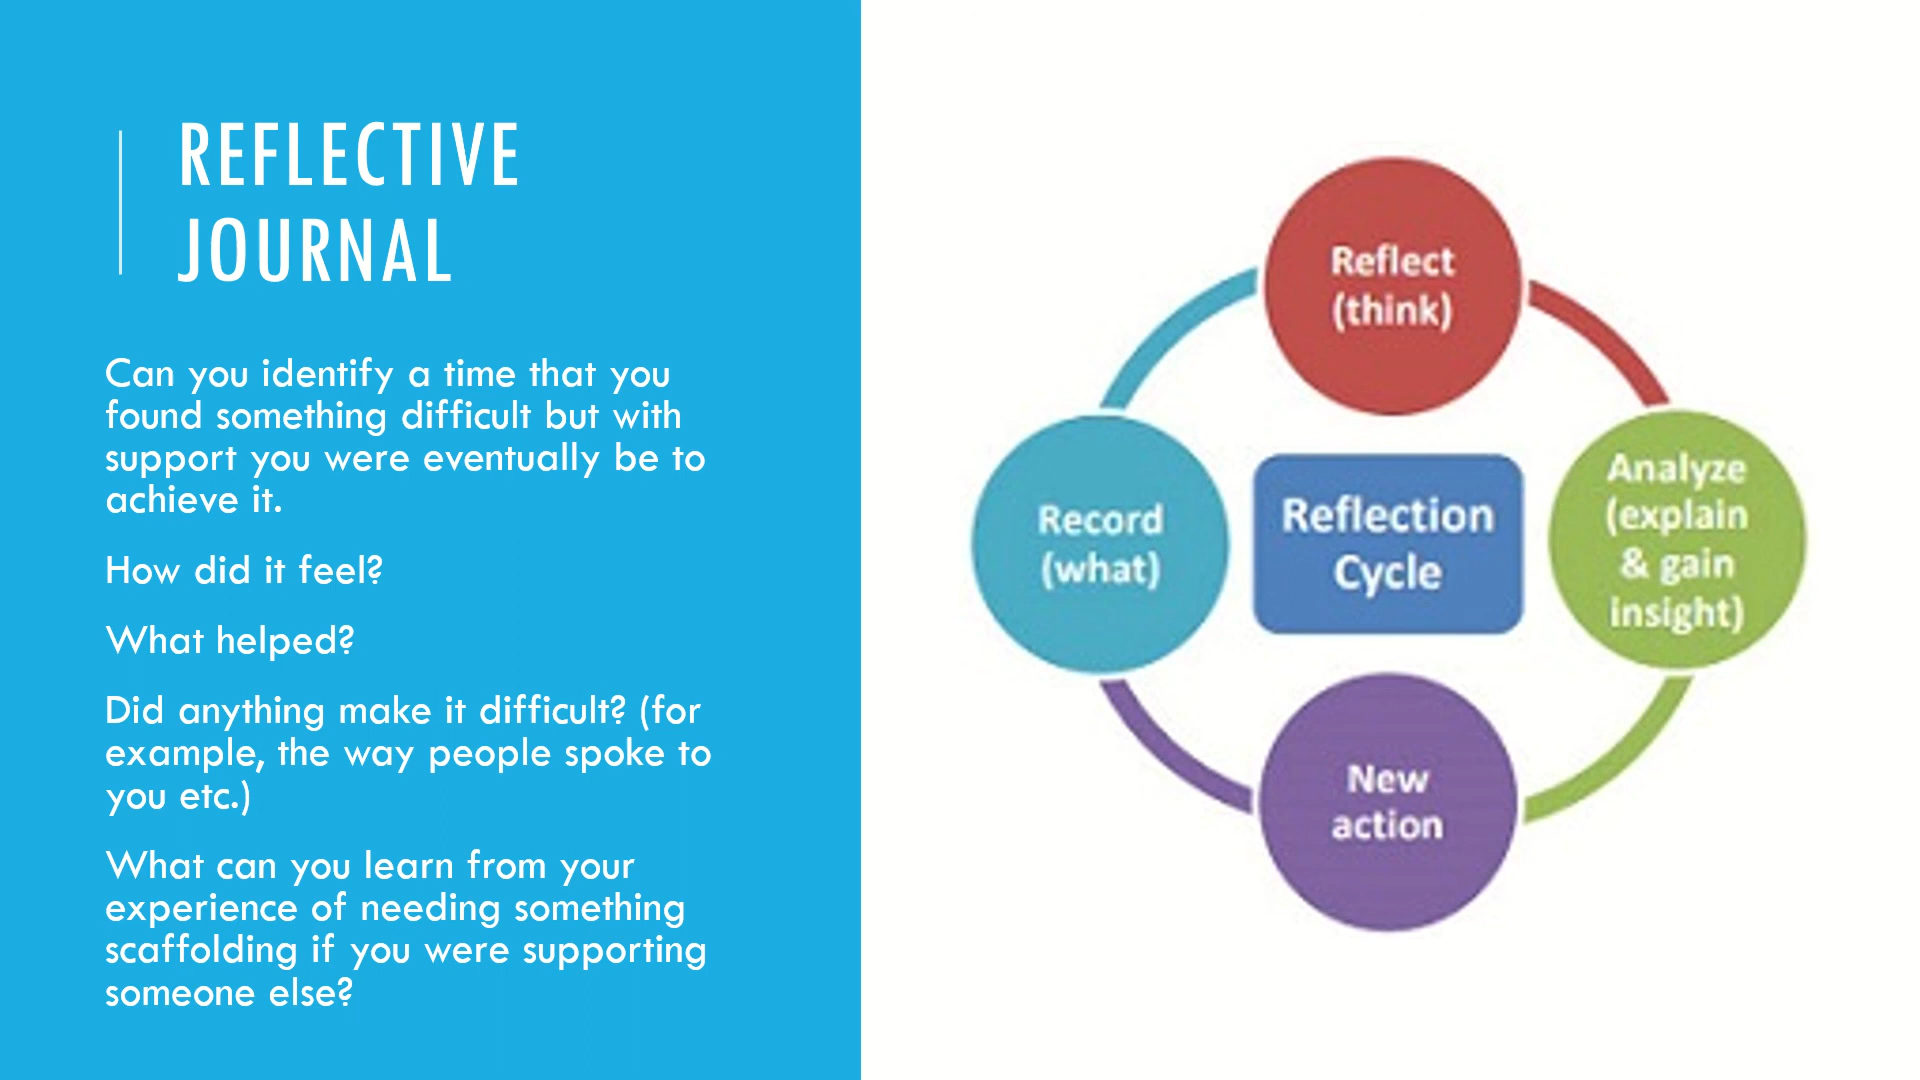 REFLECTIVE
JOURNAL
Can you identify a time that you
found something difficult but with
support you were eventually be to
achieve it.
How did it feel?
What helped?
Did anything make it difficult? (for
example, the way people spoke to
you etc.)
What can you learn from your
experience of needing something
scaffolding if you were supporting
someone else?
Reflect
(think)
Analyze
(explain
& gain
insight)
New
action
Record
(what)
Reflection
Cycle